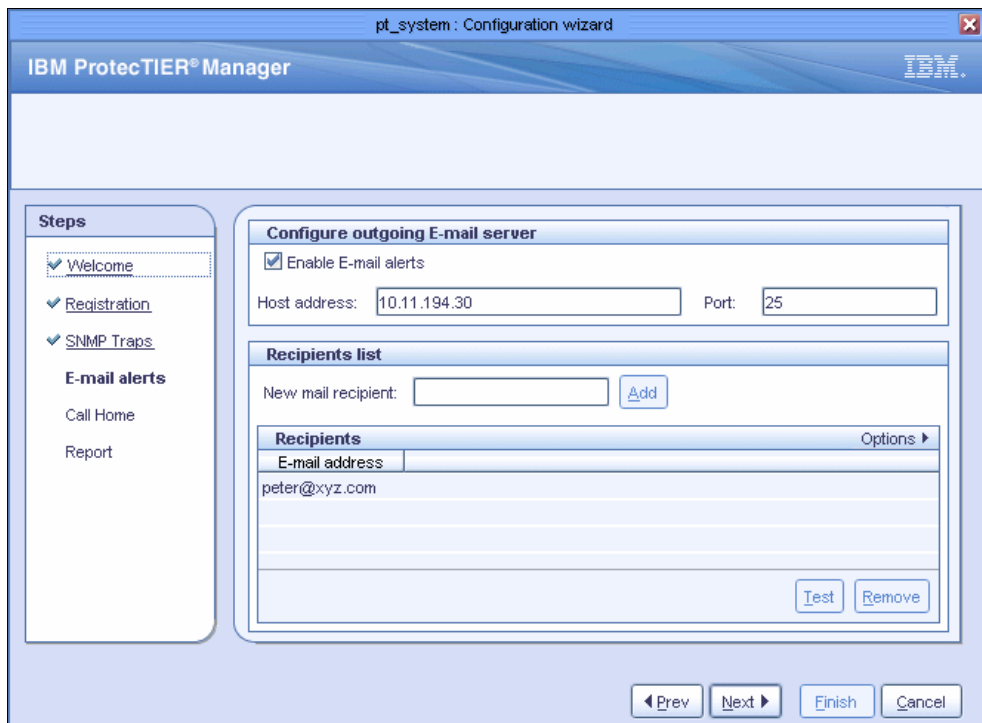 pt_system : Configuration wizard
IBM ProtecTIER® Manager
IBM.
Steps
Welcome
Registration
SNMP Traps
E-mail alerts
Call Home
Report
Configure outgoing E-mail server
Enable E-mail alerts
Host address: 10.11.194.30 Port: 25
Recipients list
New mail recipient: Add
Recipients Options
E-mail address
peter@xyz.com
Test Remove
Prev Next Finish Cancel